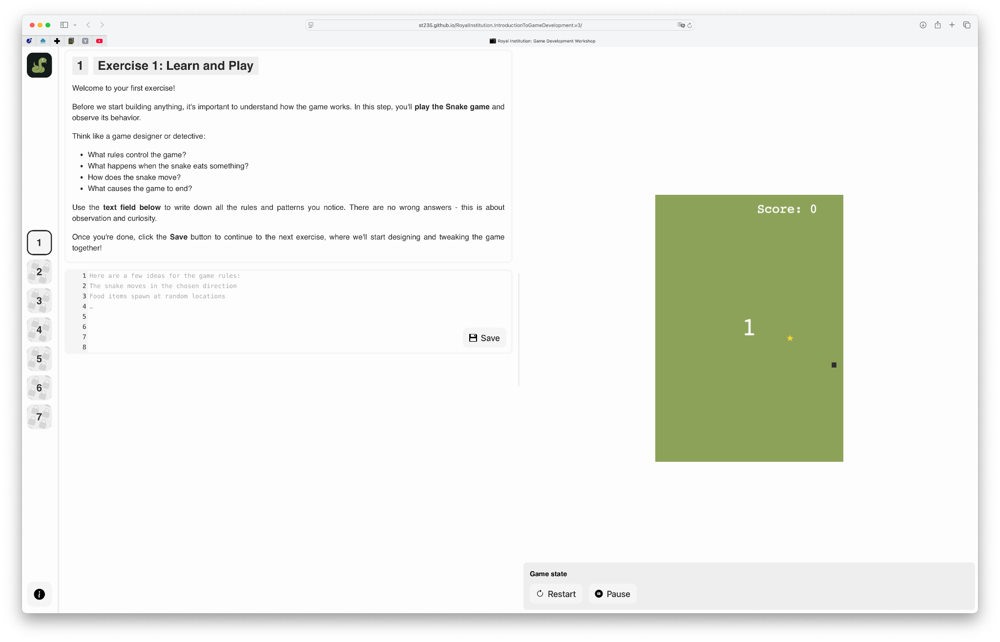 st235.github.io/RoyalInstitution.IntroductionToGameDevelopment.v3/
Royal Institution: Game Development Workshop
1 Exercise 1: Learn and Play
Welcome to your first exercise!
Before we start building anything, it's important to understand how the game works. In this step, you'll play the Snake game and
observe its behavior.
Think like a game designer or detective:
• What rules control the game?
• What happens when the snake eats something?
• How does the snake move?
• What causes the game to end?
Use the text field below to write down all the rules and patterns you notice. There are no wrong answers - this is about
observation and curiosity.
Once you're done, click the Save button to continue to the next exercise, where we'll start designing and tweaking the game
together!
1
2
3
4
5
6
7
1 Here are a few ideas for the game rules:
2 The snake moves in the chosen direction
3 Food items spawn at random locations
4 …
5
6
7
8
Save
Score: 0
1
Game state
Restart
Pause